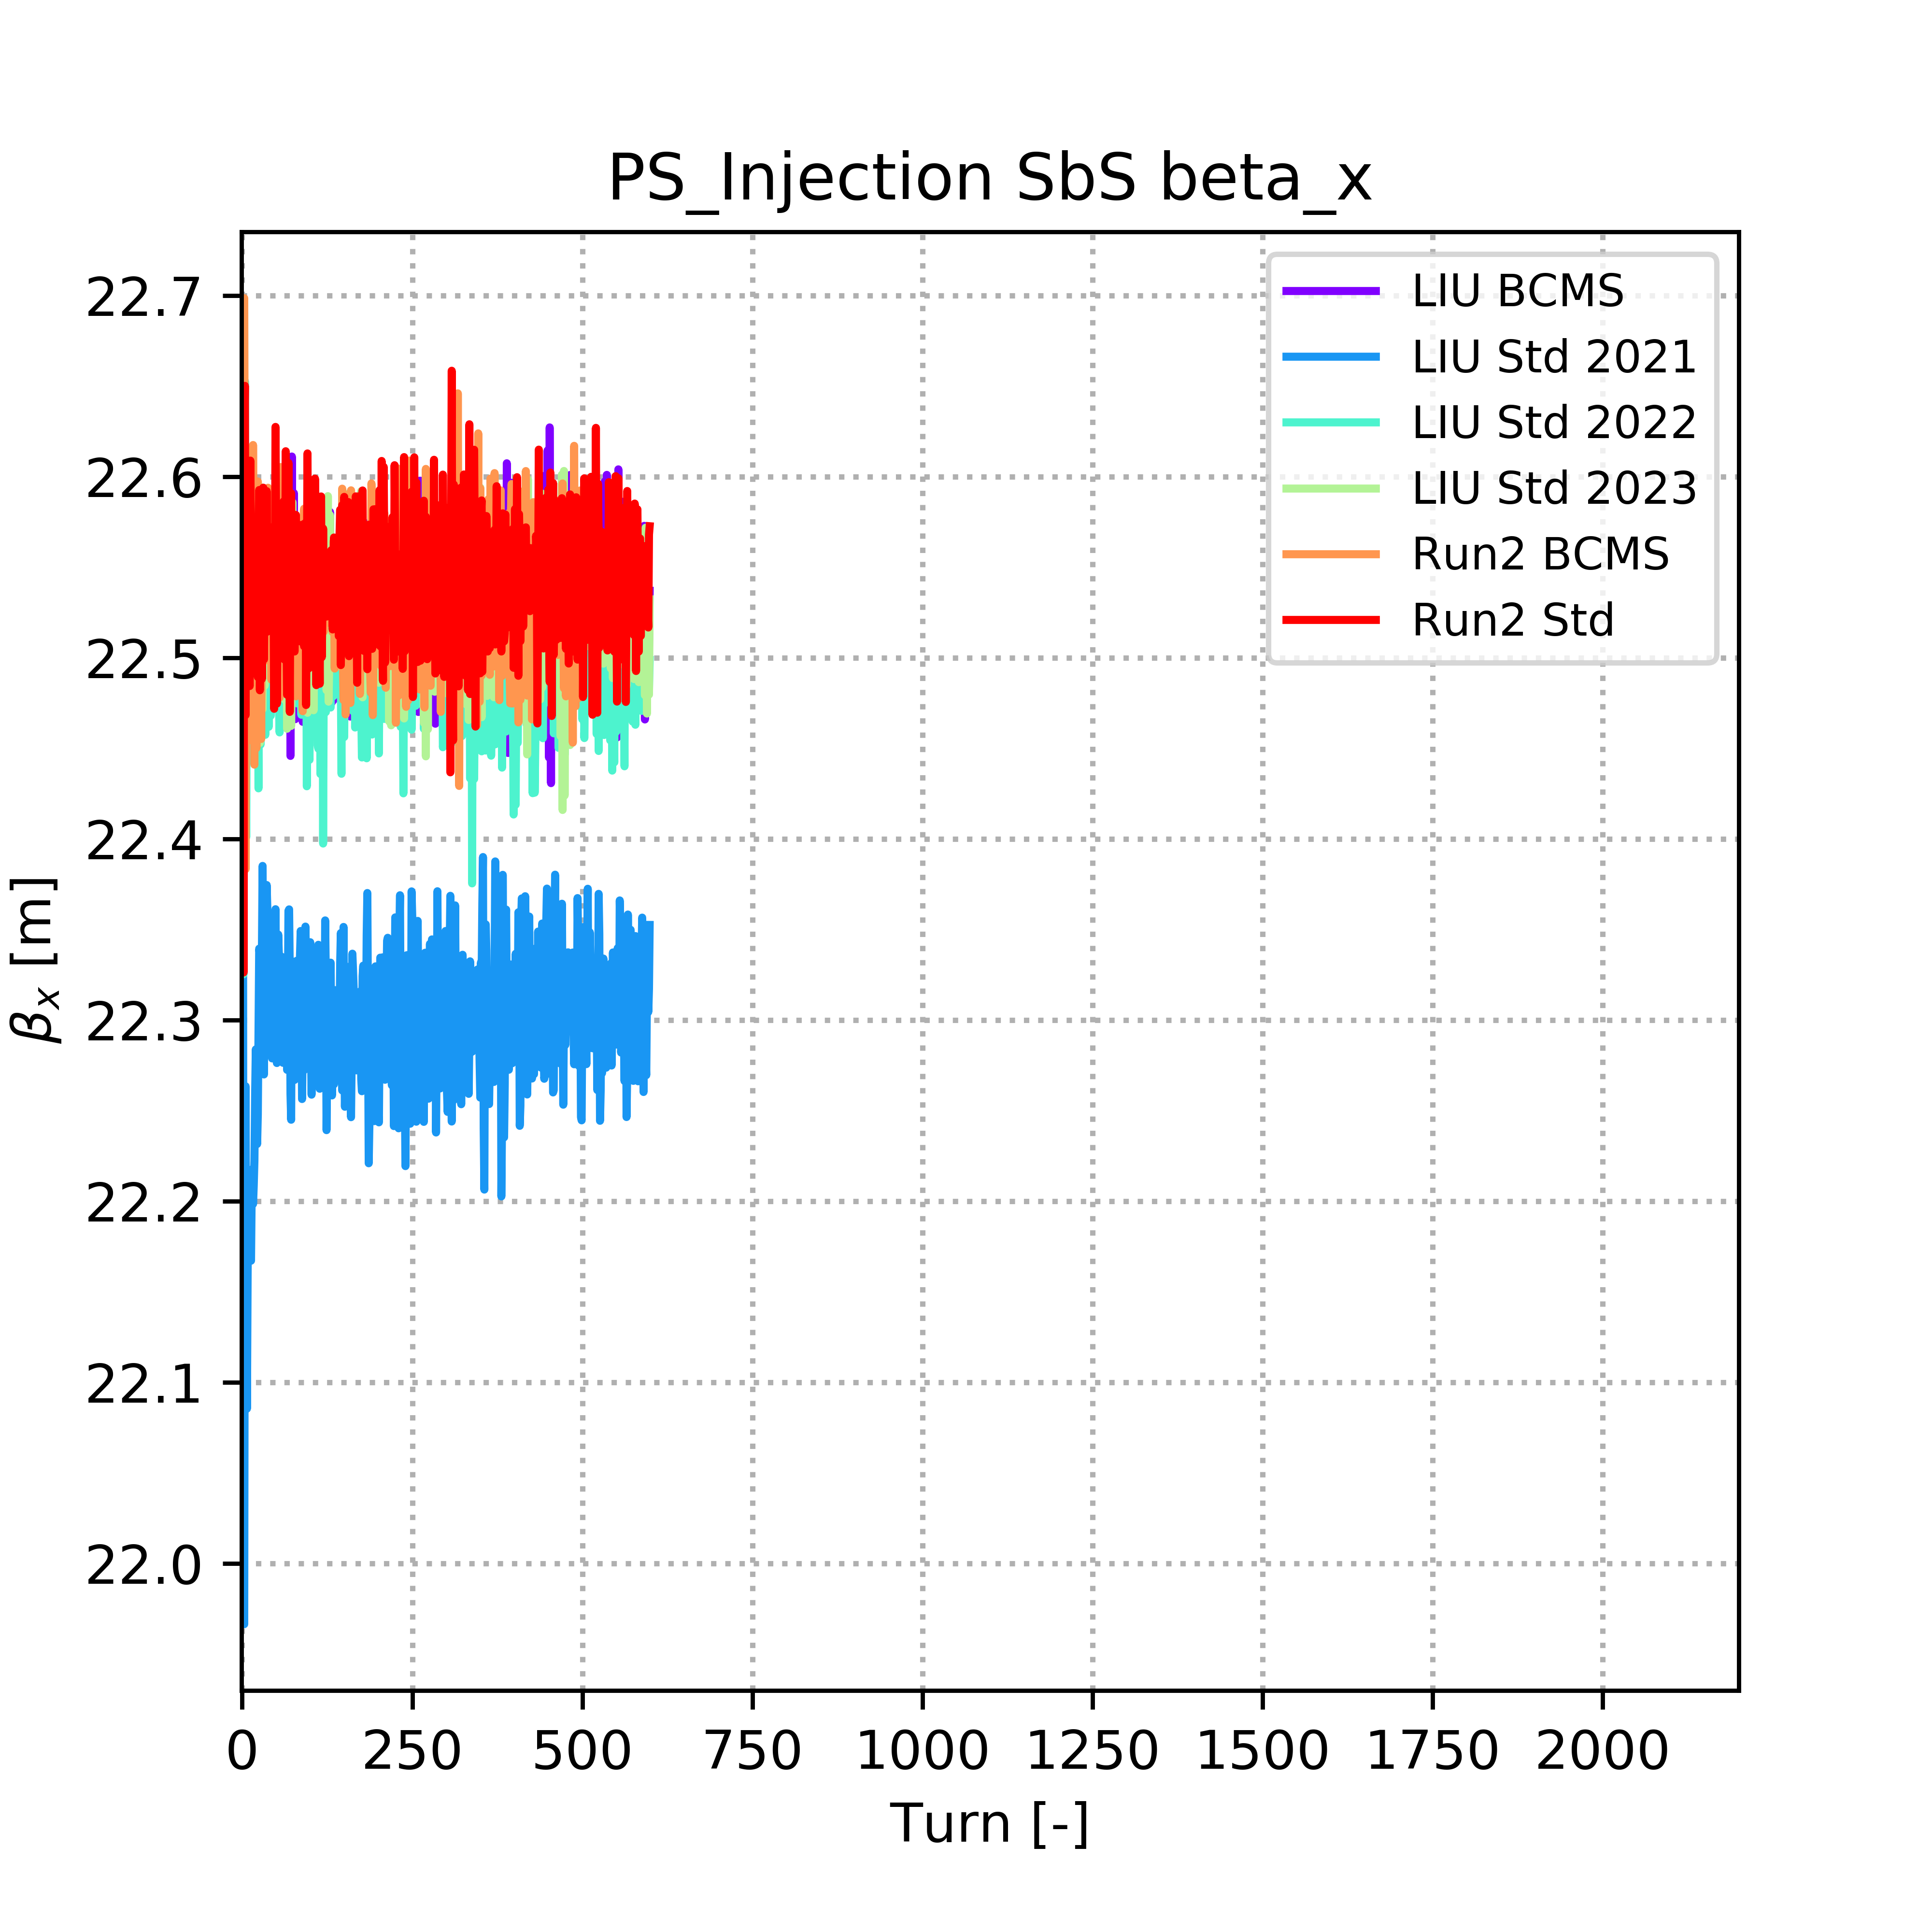 PS_Injection SbS beta_x
22.7
22.6
22.5
22.4
22.3
22.2
22.1
22.0
β_x [m]
LIU BCMS
LIU Std 2021
LIU Std 2022
LIU Std 2023
Run2 BCMS
Run2 Std
0 250 500 750 1000 1250 1500 1750 2000
Turn [-]